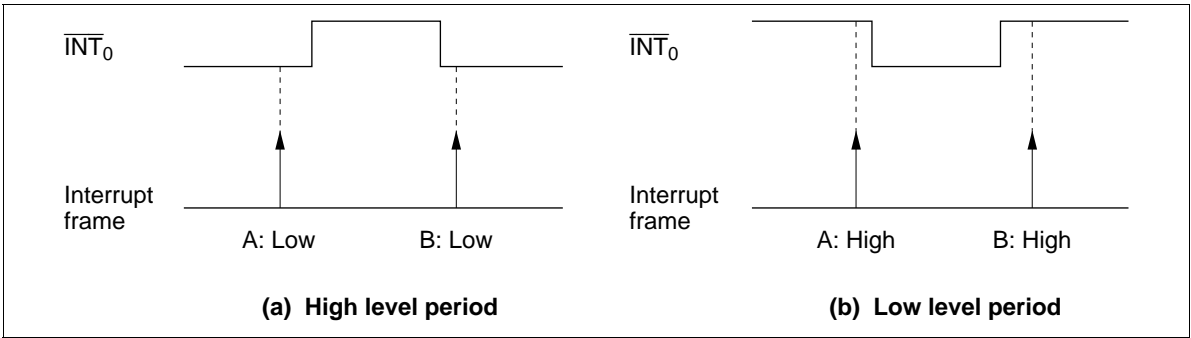 INT0
Interrupt
frame
A: Low
B: Low
(a) High level period
INT0
Interrupt
frame
A: High
B: High
(b) Low level period